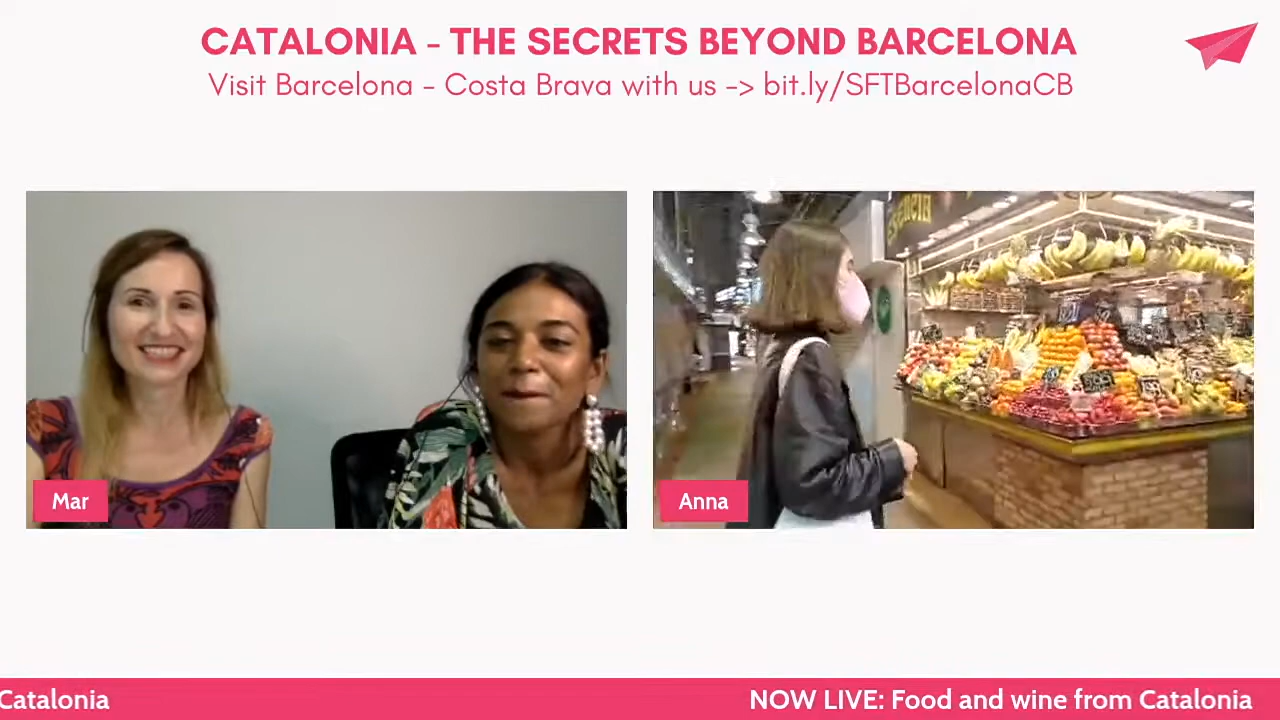 CATALONIA - THE SECRETS BEYOND BARCELONA
Visit Barcelona - Costa Brava with us -> bit.ly/SFTBarcelonaCB
Mar
Anna
Catalonia
NOW LIVE: Food and wine from Catalonia